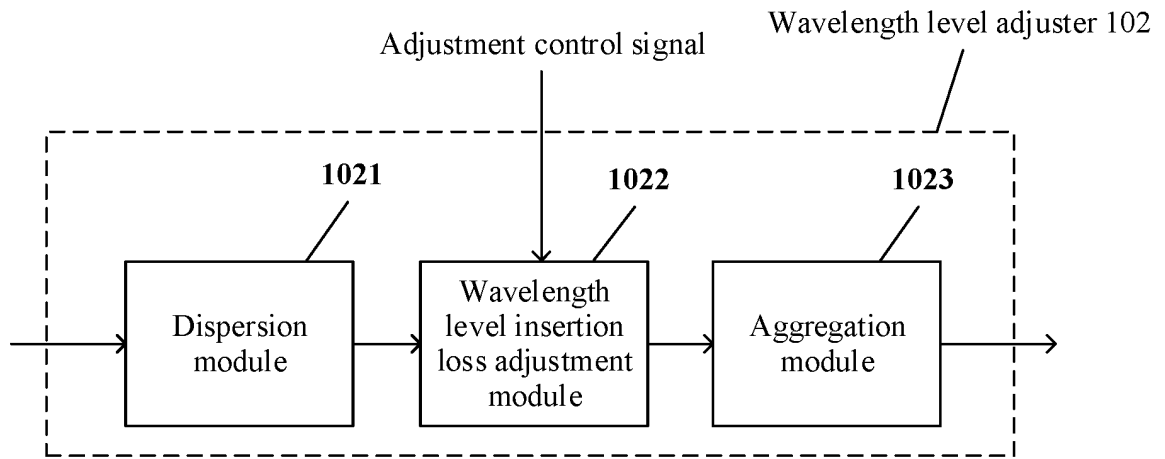 Wavelength level adjuster 102
Adjustment control signal
1021
1022
1023
Dispersion
module
Wavelength
level insertion
loss adjustment
module
Aggregation
module